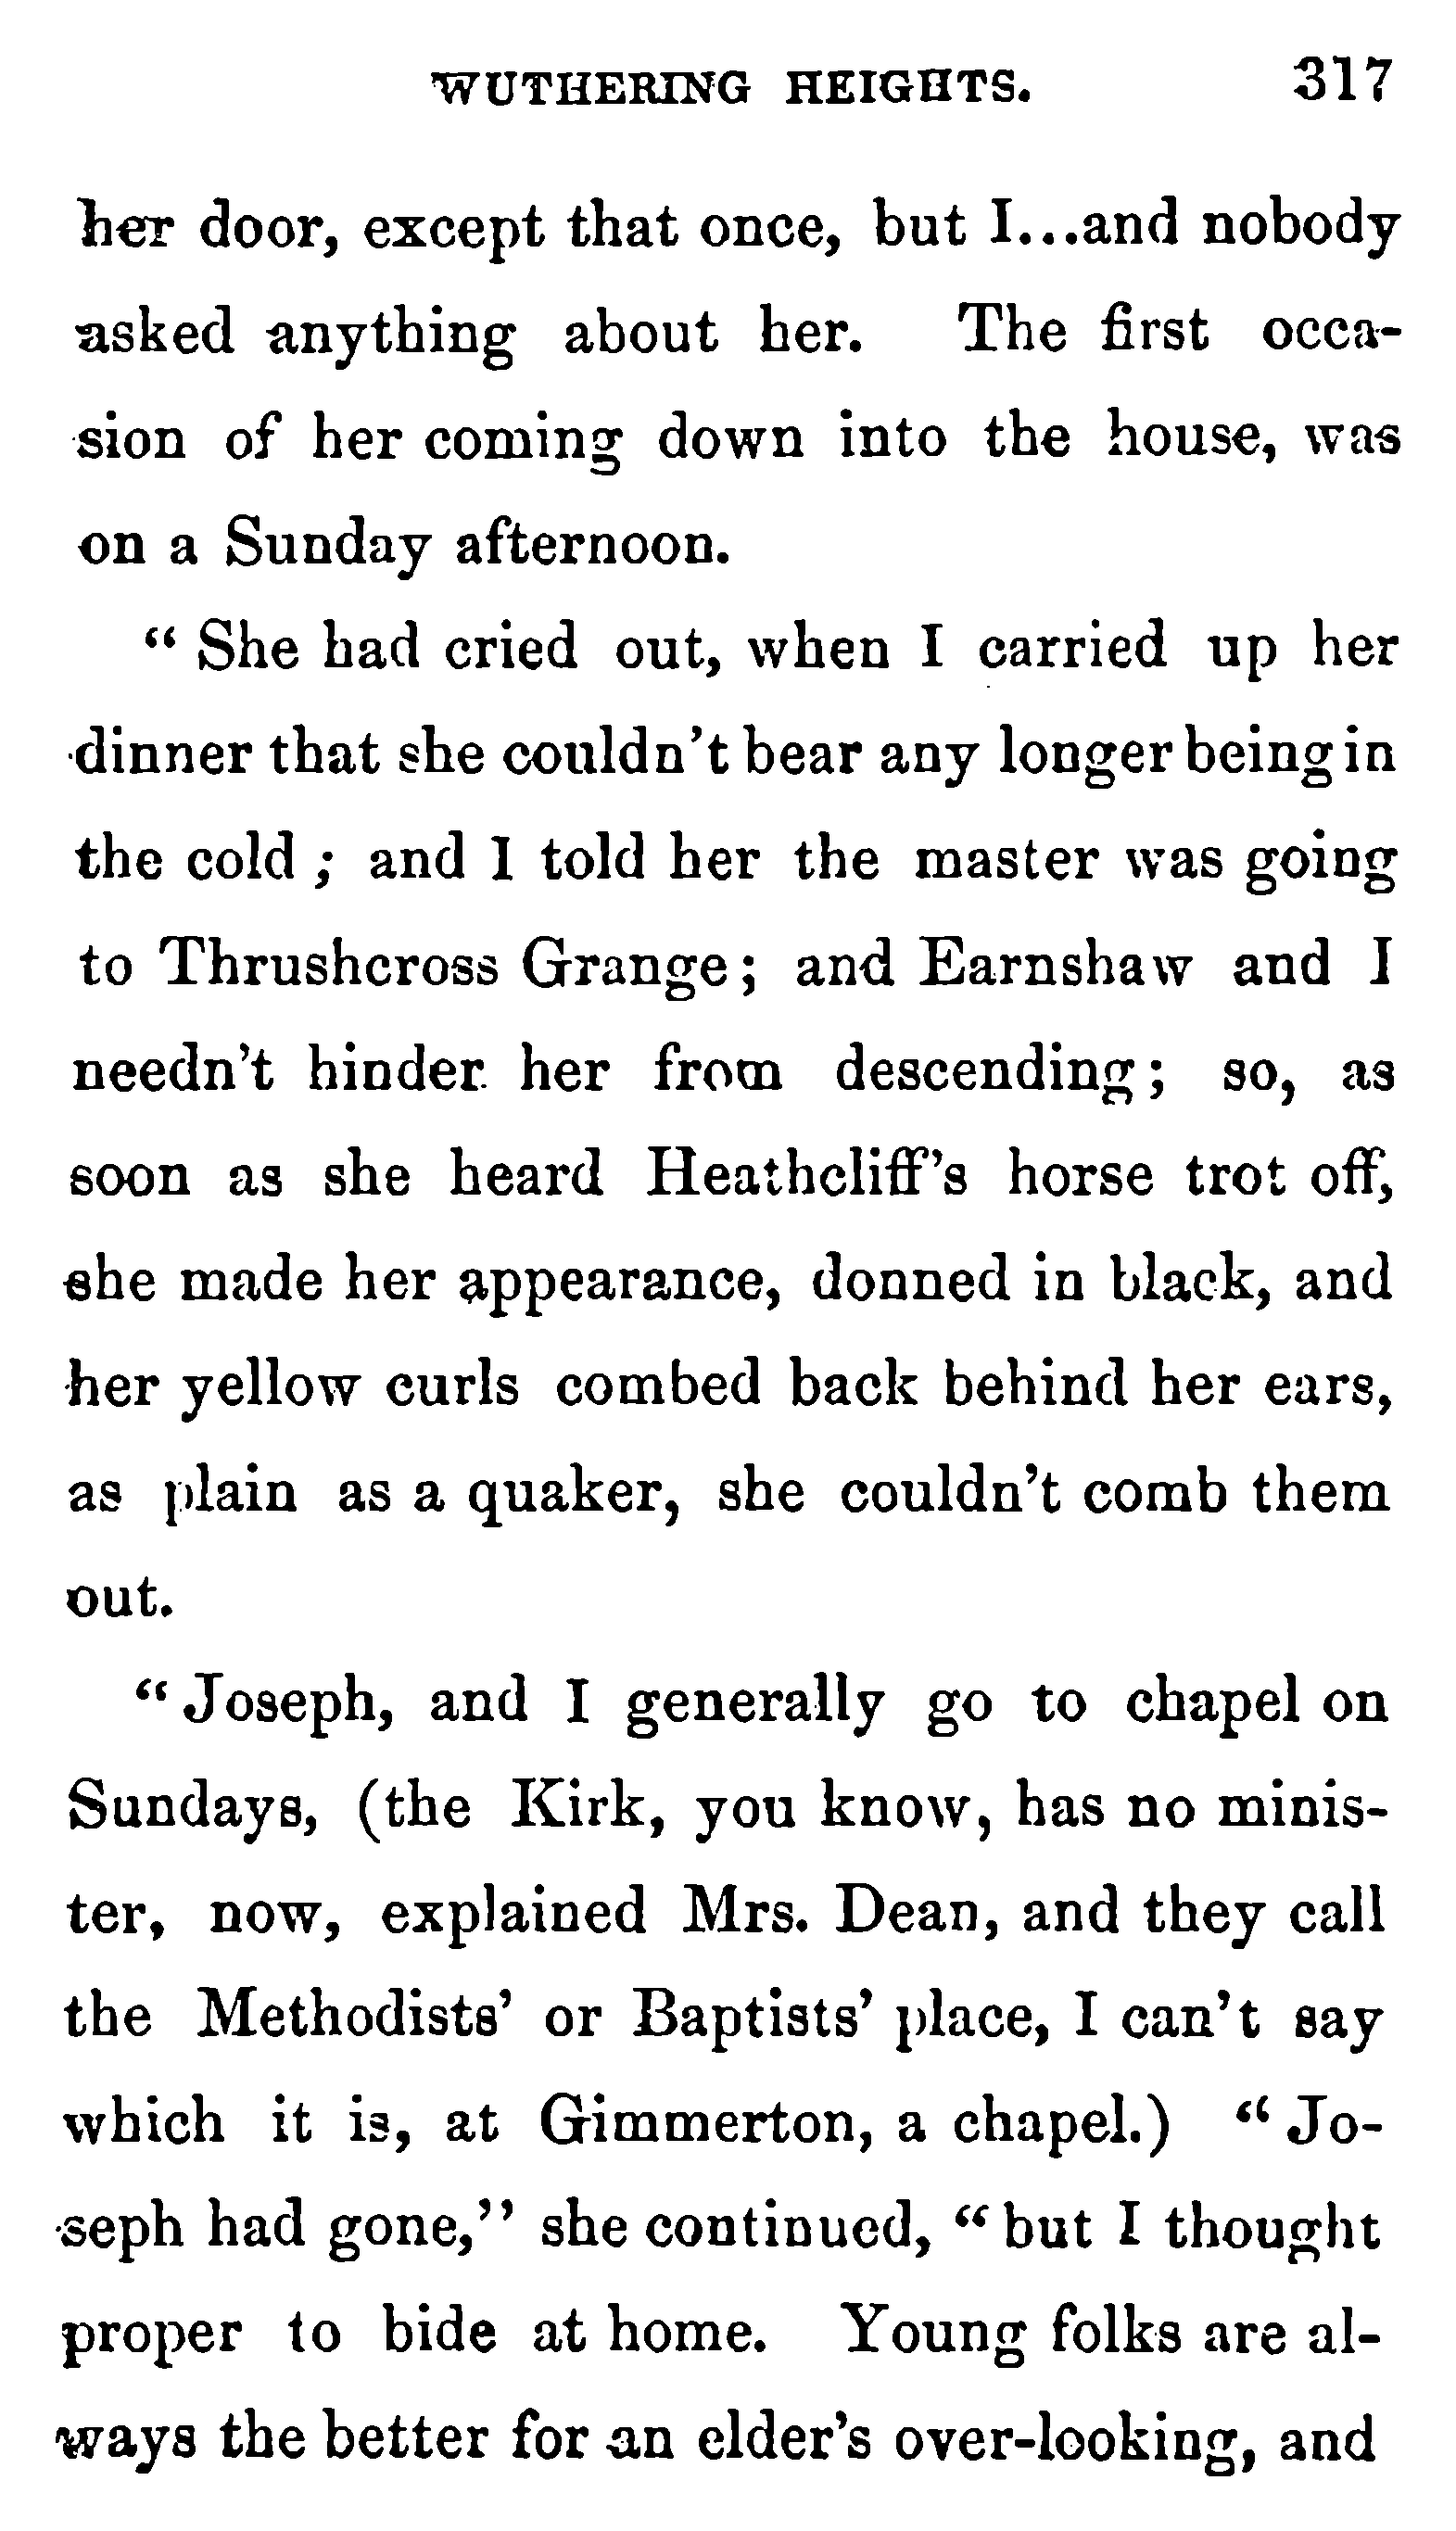 WUTHERING HEIGHTS. 317
her door, except that once, but I...and nobody
asked anything about her. The first occa-
sion of her coming down into the house, was
on a Sunday afternoon.
" She had cried out, when I carried up her
dinner that she couldn't bear any longer being in
the cold ; and I told her the master was going
to Thrushcross Grange ; and Earnshaw and I
needn't hinder her from descending ; so, as
soon as she heard Heathcliff's horse trot off,
she made her appearance, donned in black, and
her yellow curls combed back behind her ears,
as plain as a quaker, she couldn't comb them
out.
" Joseph, and I generally go to chapel on
Sundays, (the Kirk, you know, has no minis-
ter, now, explained Mrs. Dean, and they call
the Methodists' or Baptists' place, I can't say
which it is, at Gimmerton, a chapel.) " Jo-
seph had gone," she continued, " but I thought
proper to bide at home. Young folks are al-
ways the better for an elder's over-looking, and